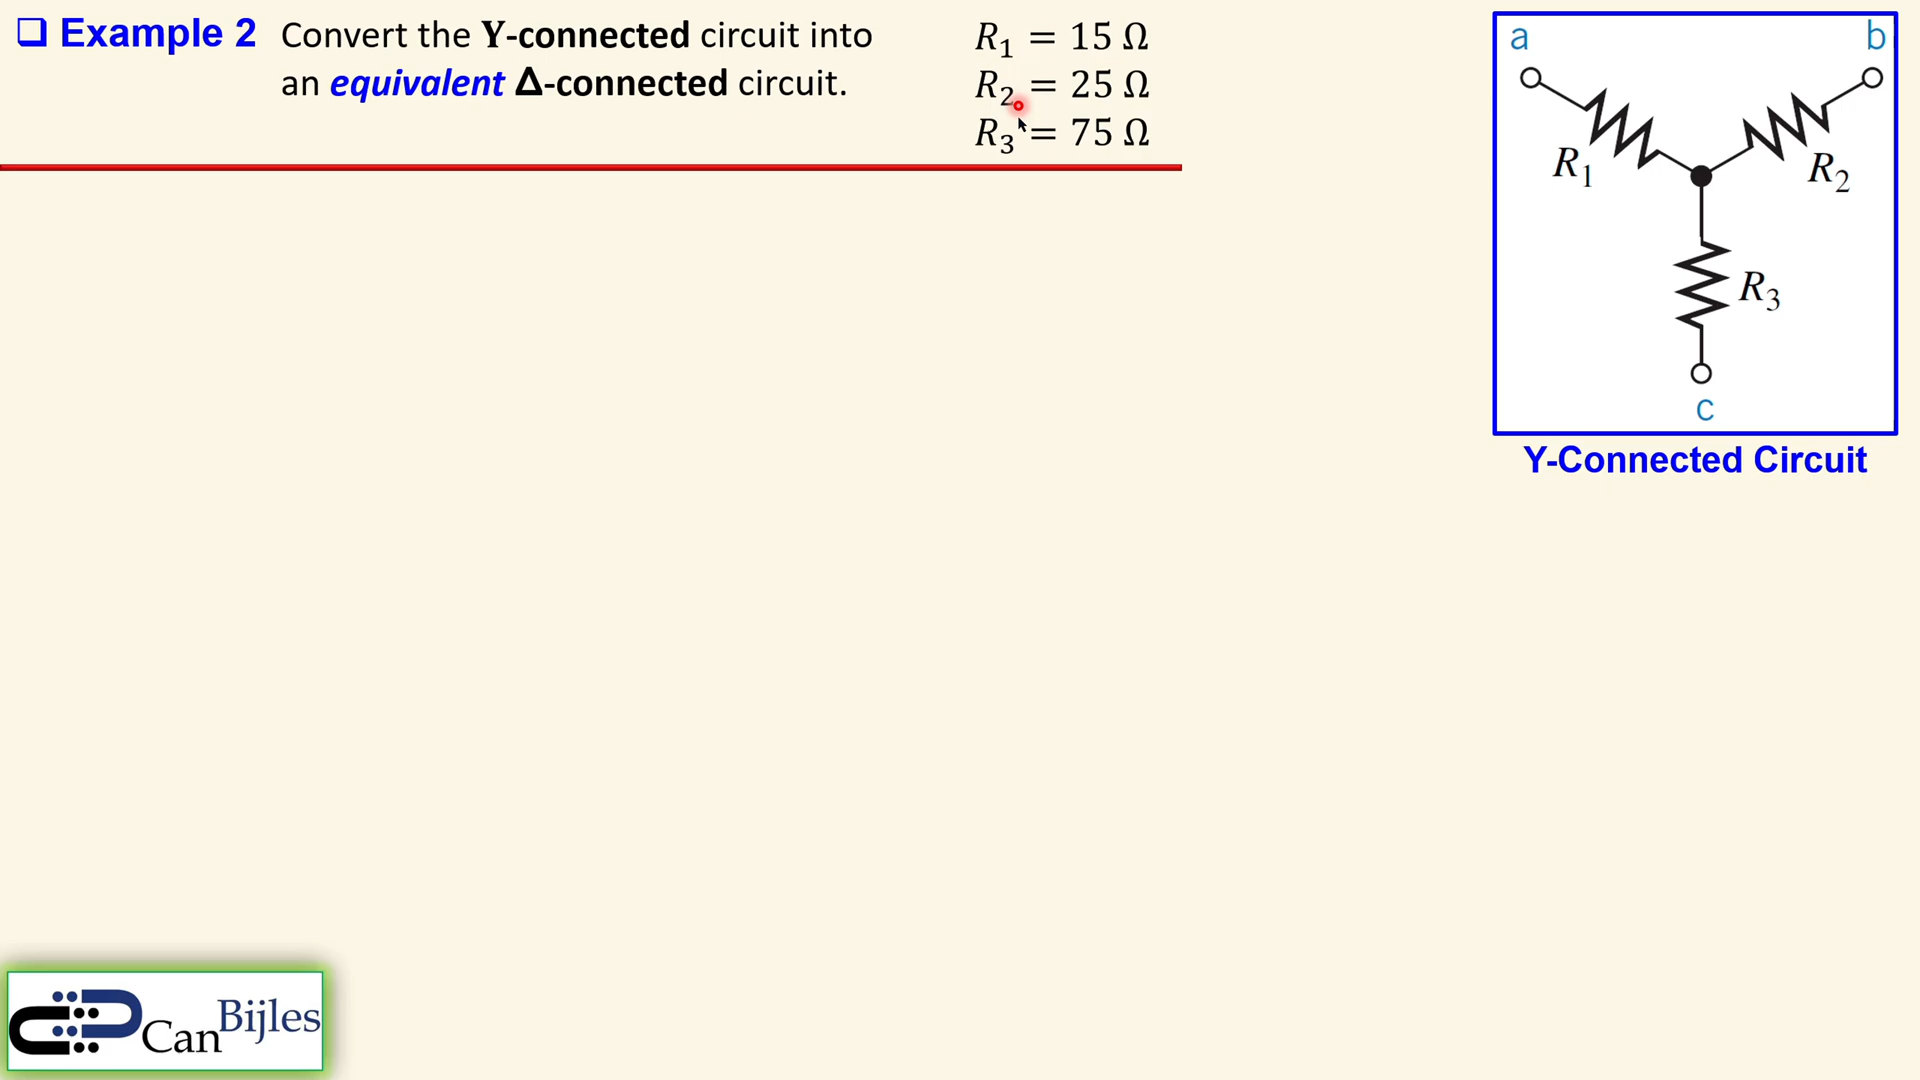 ❑ Example 2 Convert the Y-connected circuit into
an equivalent Δ-connected circuit.
R₁ = 15 Ω
R₂ = 25 Ω
R₃ = 75 Ω
a
b
R₁
R₂
R₃
c
Y-Connected Circuit
Can Bijles